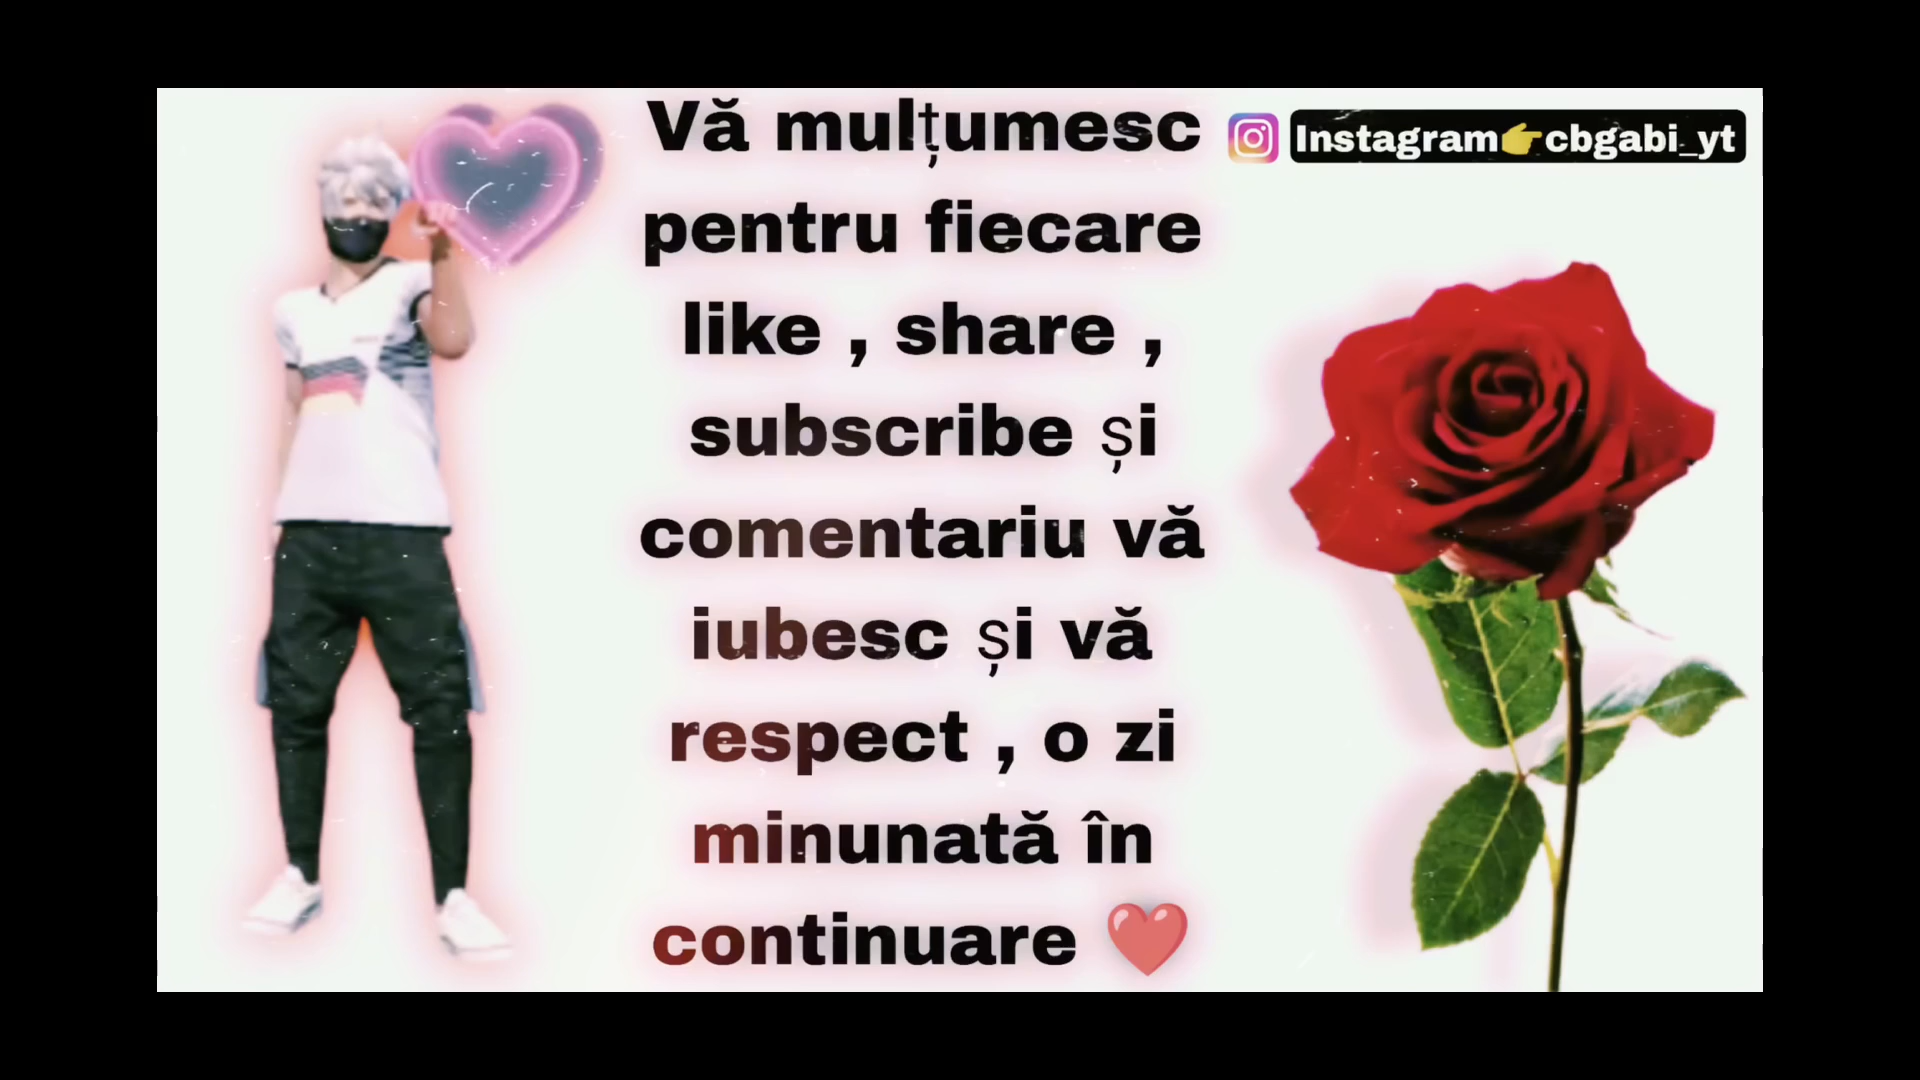 Vă mulțumesc
pentru fiecare
like , share ,
subscribe și
comentariu vă
iubesc și vă
respect , o zi
minunată în
continuare ❤️
Instagram👉cbgabi_yt